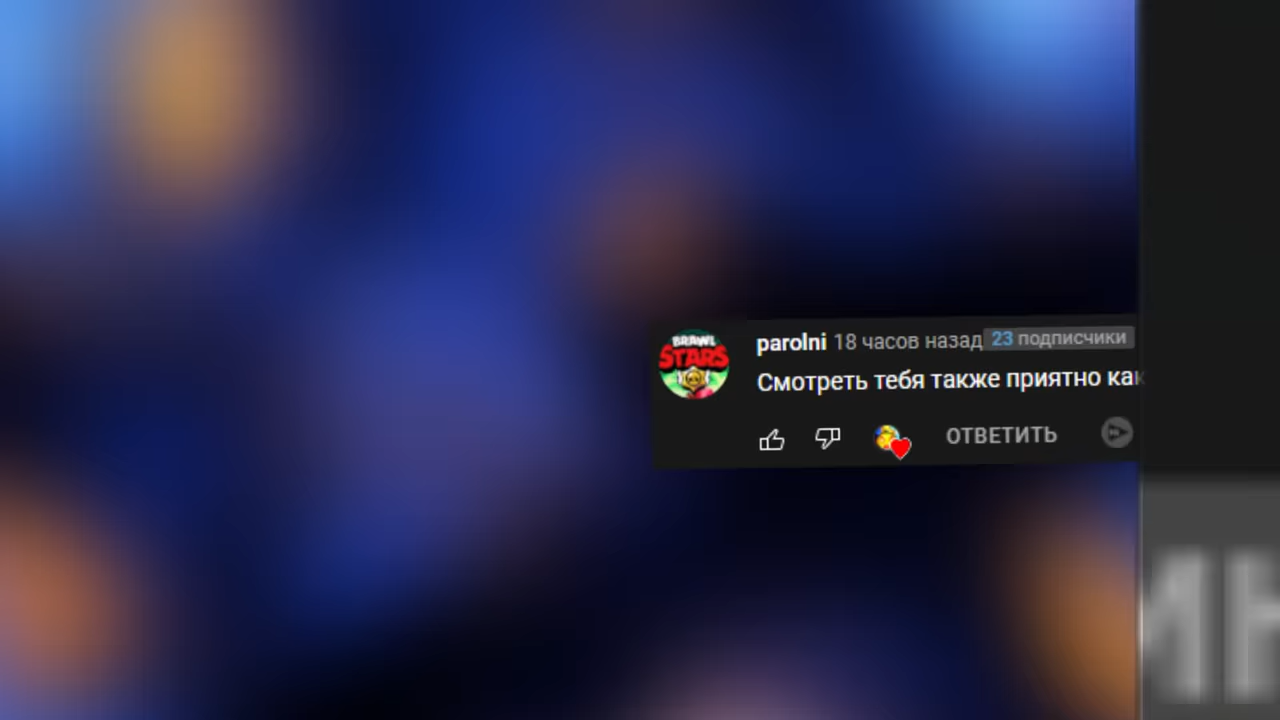 BRAWL
STARS
parolni 18 часов назад 23 подписчики
Смотреть тебя также приятно как
ОТВЕТИТЬ